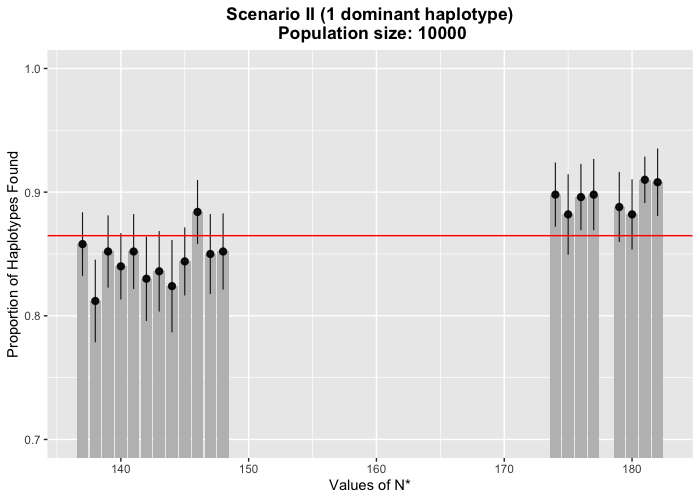 Scenario II (1 dominant haplotype)
Population size: 10000
Proportion of Haplotypes Found
1.0
0.9
0.8
0.7
140 150 160 170 180
Values of N*